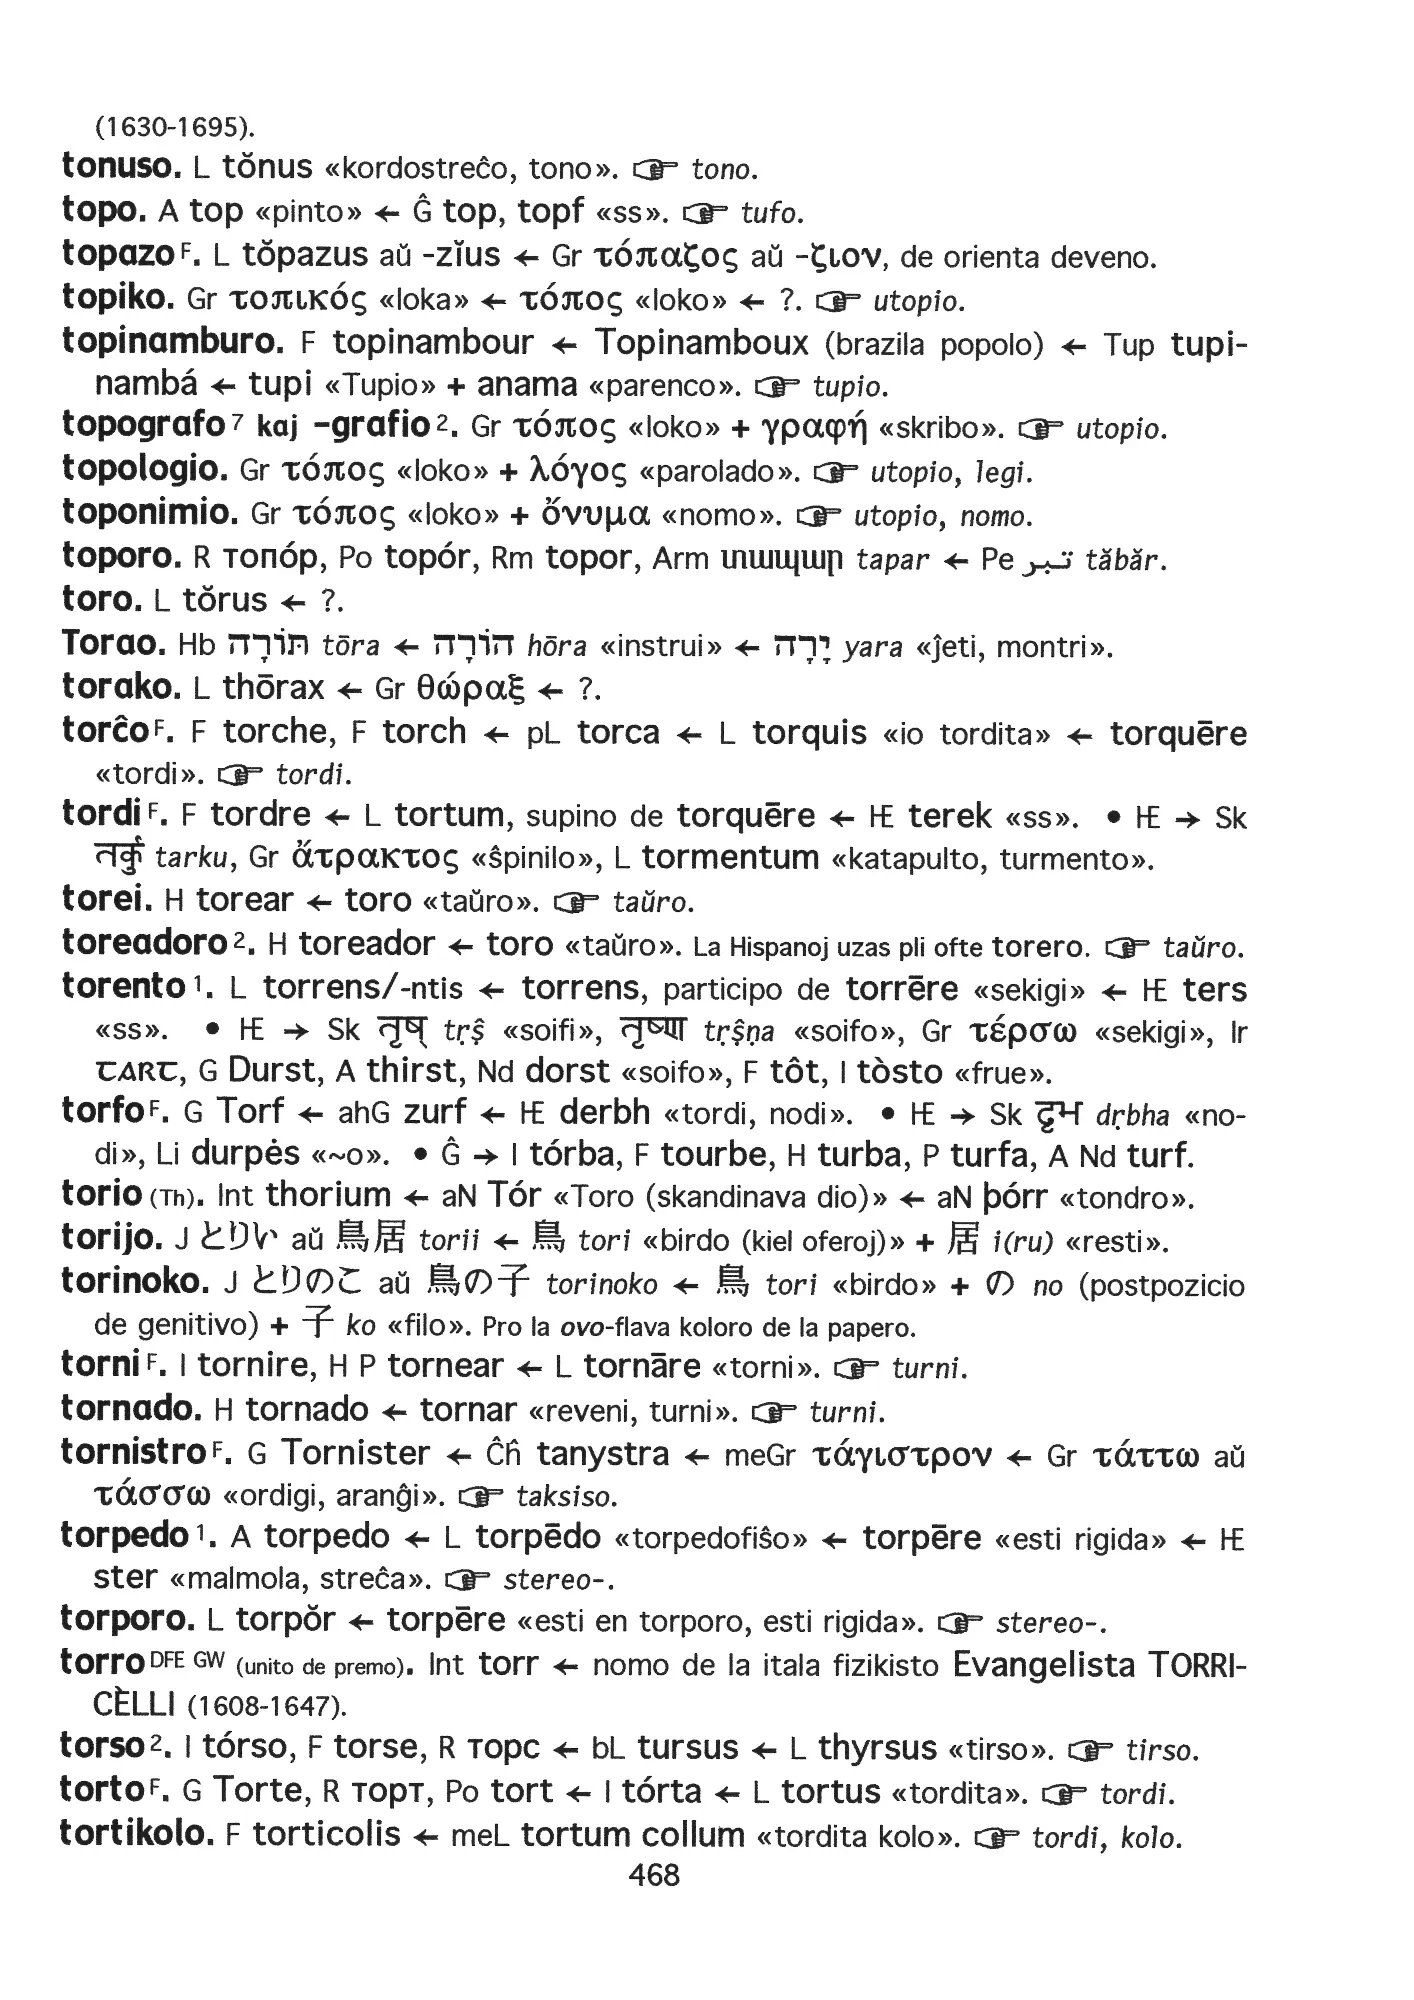 (1630-1695).
tonuso. L tŏnus «kordostreĉo, tono». ☞ tono.
topo. A top «pinto» ← Ĝ top, topf «ss». ☞ tufo.
topazo F. L tŏpazus aŭ -zĭus ← Gr τόπαζος aŭ -ζιον, de orienta deveno.
topiko. Gr τοπικός «loka» ← τόπος «loko» ← ?. ☞ utopio.
topinamburo. F topinambour ← Topinamboux (brazila popolo) ← Tup tupi-
nambá ← tupi «Tupio» + anama «parenco». ☞ tupio.
topografo 7 kaj -grafio 2. Gr τόπος «loko» + γραφή «skribo». ☞ utopio.
topologio. Gr τόπος «loko» + λόγος «parolado». ☞ utopio, legi.
toponimio. Gr τόπος «loko» + ὄνυμα «nomo». ☞ utopio, nomo.
toporo. R топóр, Po topór, Rm topor, Arm տապար tapar ← Pe تبر tăbăr.
toro. L tŏrus ← ?.
Torao. Hb תּוֹרָה tōra ← הוֹרָה hōra «instrui» ← יָרָה yara «ĵeti, montri».
torako. L thōrax ← Gr θώραξ ← ?.
torĉo F. F torche, F torch ← pL torca ← L torquis «io tordita» ← torquēre
«tordi». ☞ tordi.
tordi F. F tordre ← L tortum, supino de torquēre ← IE terek «ss». • IE → Sk
तर्कु tarku, Gr ἄτρακτος «ŝpinilo», L tormentum «katapulto, turmento».
torei. H torear ← toro «taŭro». ☞ taŭro.
toreadoro 2. H toreador ← toro «taŭro». La Hispanoj uzas pli ofte torero. ☞ taŭro.
torento 1. L torrens/-ntis ← torrens, participo de torrēre «sekigi» ← IE ters
«ss». • IE → Sk तृष् tṛŝ «soifi», तृष्णा tṛŝṇa «soifo», Gr τέρσω «sekigi», Ir
tart, G Durst, A thirst, Nd dorst «soifo», F tôt, I tòsto «frue».
torfo F. G Torf ← ahG zurf ← IE derbh «tordi, nodi». • IE → Sk दृभ dṛbha «no-
di», Li durpės «~o». • Ĝ → I tórba, F tourbe, H turba, P turfa, A Nd turf.
torio (Th). Int thorium ← aN Tór «Toro (skandinava dio)» ← aN þórr «tondro».
torijo. J とりい aŭ 鳥居 torii ← 鳥 tori «birdo (kiel oferoj)» + 居 i(ru) «resti».
torinoko. J とりのこ aŭ 鳥の子 torinoko ← 鳥 tori «birdo» + の no (postpozicio
de genitivo) + 子 ko «filo». Pro la ovo-flava koloro de la papero.
torni F. I tornire, H P tornear ← L tornāre «torni». ☞ turni.
tornado. H tornado ← tornar «reveni, turni». ☞ turni.
tornistro F. G Tornister ← Ĉĥ tanystra ← meGr τάγιστρον ← Gr τάττω aŭ
τάσσω «ordigi, aranĝi». ☞ taksiso.
torpedo 1. A torpedo ← L torpēdo «torpedofiŝo» ← torpēre «esti rigida» ← IE
ster «malmola, streĉa». ☞ stereo-.
torporo. L torpŏr ← torpēre «esti en torporo, esti rigida». ☞ stereo-.
torro DFE GW (unito de premo). Int torr ← nomo de la itala fizikisto Evangelista TORRI-
CÈLLI (1608-1647).
torso 2. I tórso, F torse, R торс ← bL tursus ← L thyrsus «tirso». ☞ tirso.
torto F. G Torte, R торт, Po tort ← I tórta ← L tortus «tordita». ☞ tordi.
tortikolo. F torticolis ← meL tortum collum «tordita kolo». ☞ tordi, kolo.
468